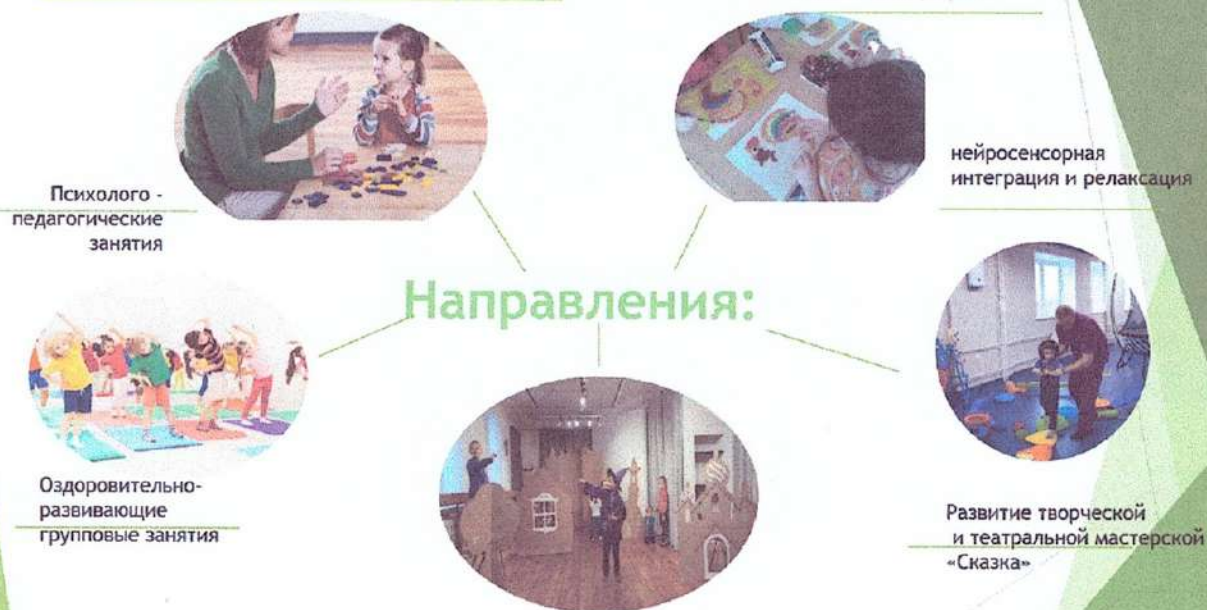 Психолого -
педагогические
занятия
нейросенсорная
интеграция и релаксация
Направления:
Оздоровительно-
развивающие
групповые занятия
Развитие творческой
и театральной мастерской
«Сказка»